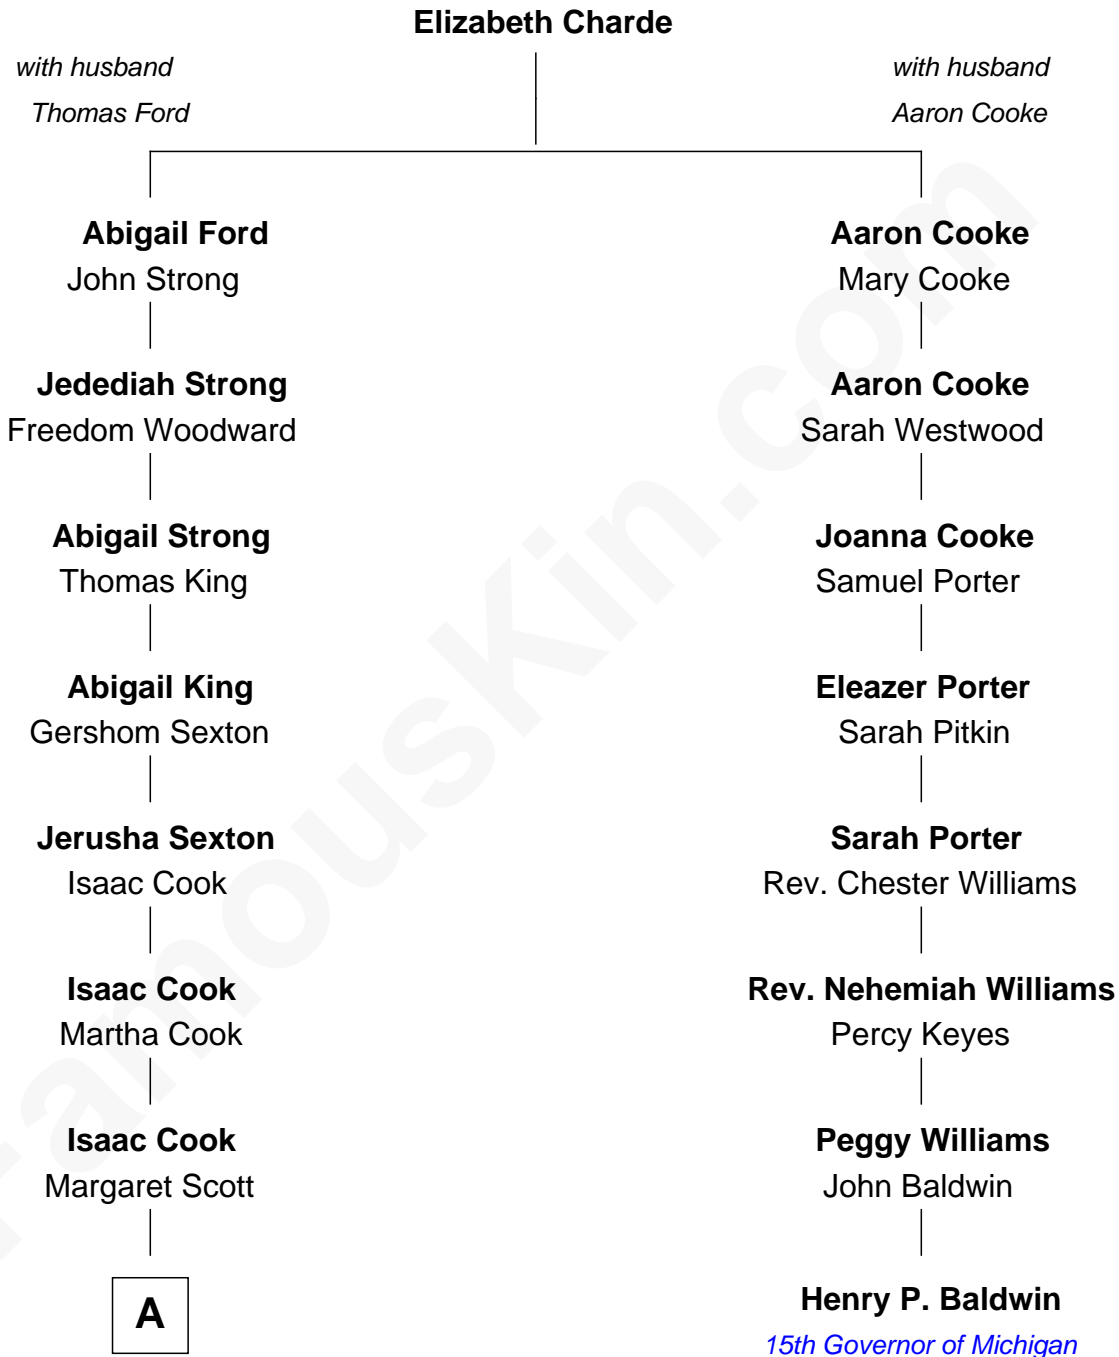 Elizabeth Charde
with husband
Thomas Ford
with husband
Aaron Cooke
Abigail Ford
John Strong
Aaron Cooke
Mary Cooke
Jedediah Strong
Freedom Woodward
Aaron Cooke
Sarah Westwood
Abigail Strong
Thomas King
Joanna Cooke
Samuel Porter
Abigail King
Gershom Sexton
Eleazer Porter
Sarah Pitkin
Jerusha Sexton
Isaac Cook
Sarah Porter
Rev. Chester Williams
Isaac Cook
Martha Cook
Rev. Nehemiah Williams
Percy Keyes
Isaac Cook
Margaret Scott
Peggy Williams
John Baldwin
A
Henry P. Baldwin
15th Governor of Michigan
FamousKin.com